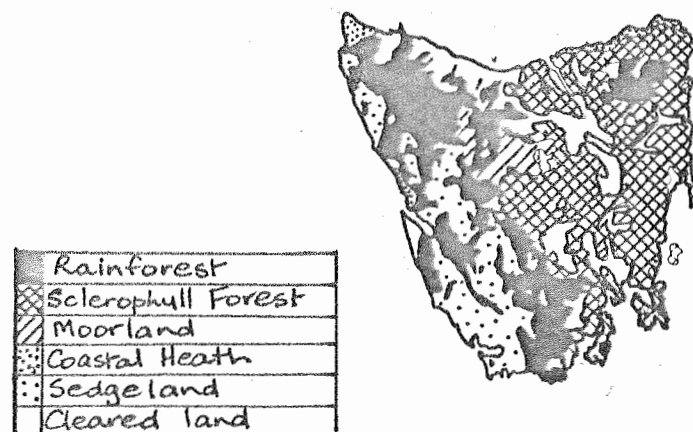 Rainforest
Sclerophyll Forest
Moorland
Coastal Heath
Sedgeland
Cleared land